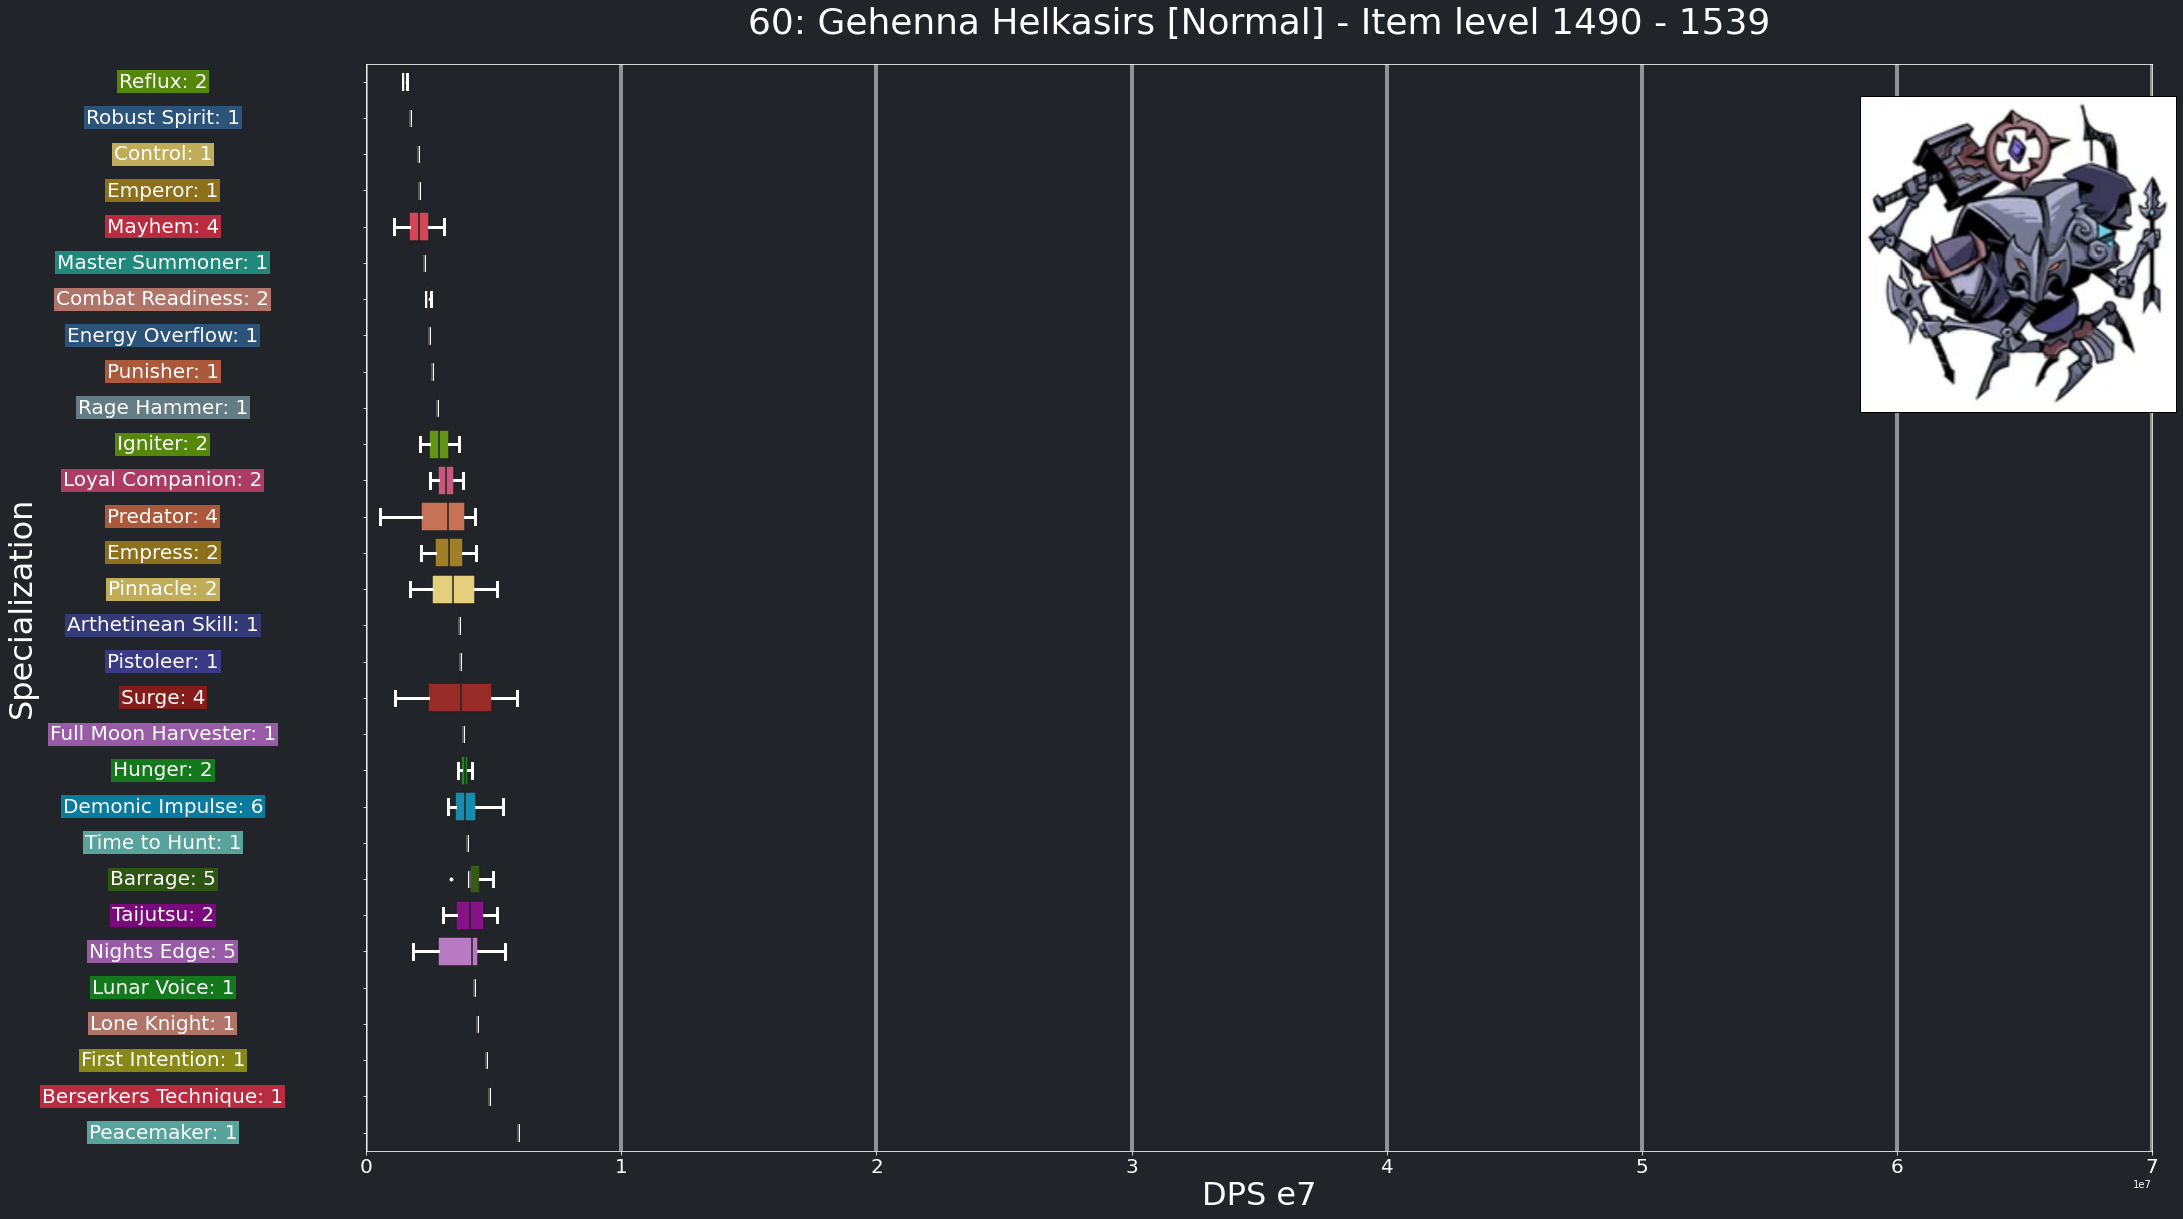 60: Gehenna Helkasirs [Normal] - Item level 1490 - 1539
Reflux: 2
Robust Spirit: 1
Control: 1
Emperor: 1
Mayhem: 4
Master Summoner: 1
Combat Readiness: 2
Energy Overflow: 1
Punisher: 1
Rage Hammer: 1
Igniter: 2
Loyal Companion: 2
Predator: 4
Empress: 2
Pinnacle: 2
Arthetinean Skill: 1
Pistoleer: 1
Surge: 4
Full Moon Harvester: 1
Hunger: 2
Demonic Impulse: 6
Time to Hunt: 1
Barrage: 5
Taijutsu: 2
Nights Edge: 5
Lunar Voice: 1
Lone Knight: 1
First Intention: 1
Berserkers Technique: 1
Peacemaker: 1
Specialization
0 1 2 3 4 5 6 7
DPS e7
1e7